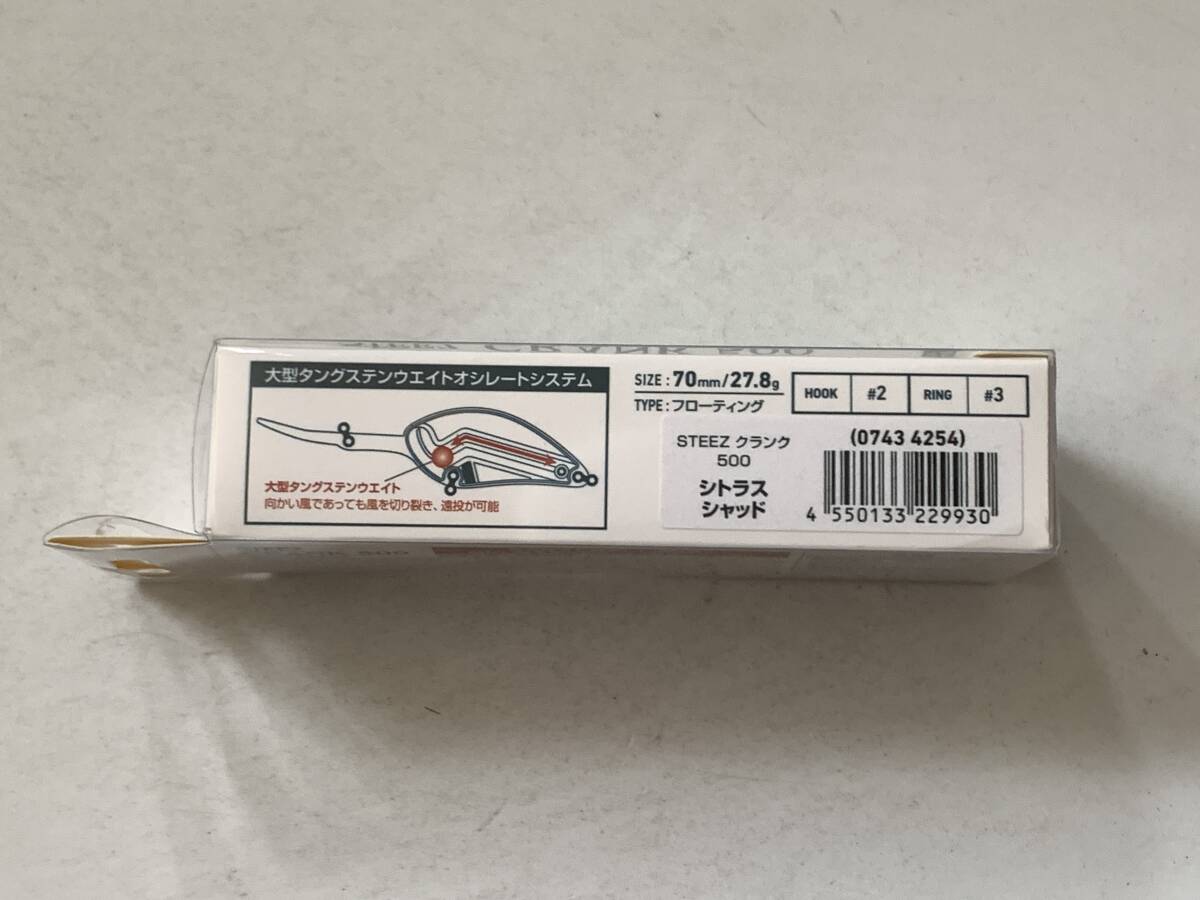 大型タングステンウエイトオシレートシステム
大型タングステンウエイト
向かい風であっても風を切り裂き、遠投が可能
SIZE : 70mm/27.8g
TYPE : フローティング
HOOK #2 RING #3
STEEZ クランク
500
シトラス
シャッド
(0743 4254)
4 550133 229930
STEEZ CRANK 500